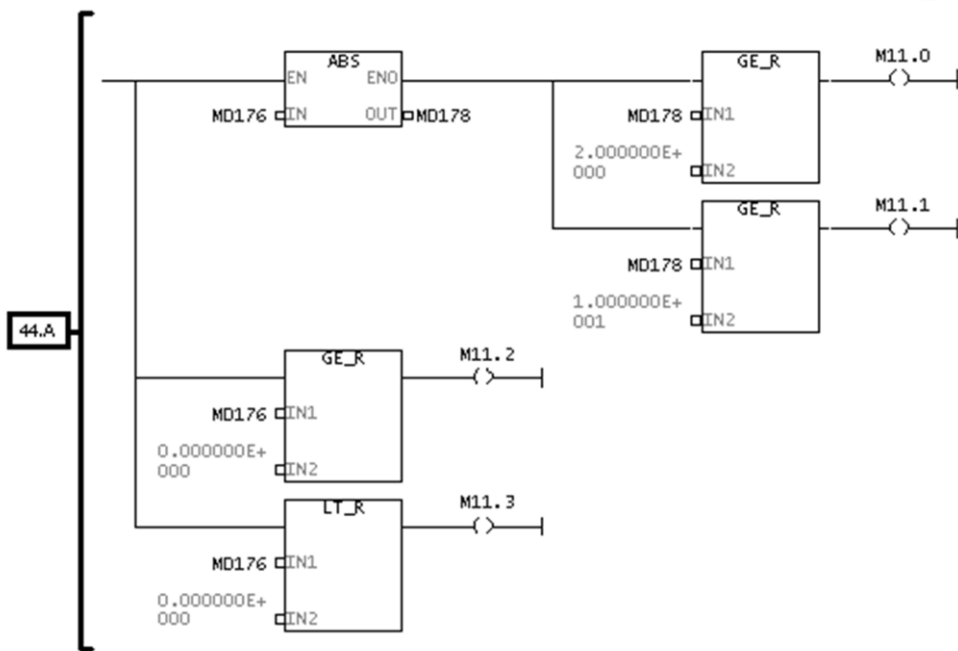 ABS
M11.0
GE_R
EN ENO
MD176 IN OUT MD178
MD178 IN1
2.000000E+
000 IN2
GE_R
M11.1
MD178 IN1
1.000000E+
001 IN2
44.A
GE_R
M11.2
MD176 IN1
0.000000E+
000 IN2
LT_R
M11.3
MD176 IN1
0.000000E+
000 IN2